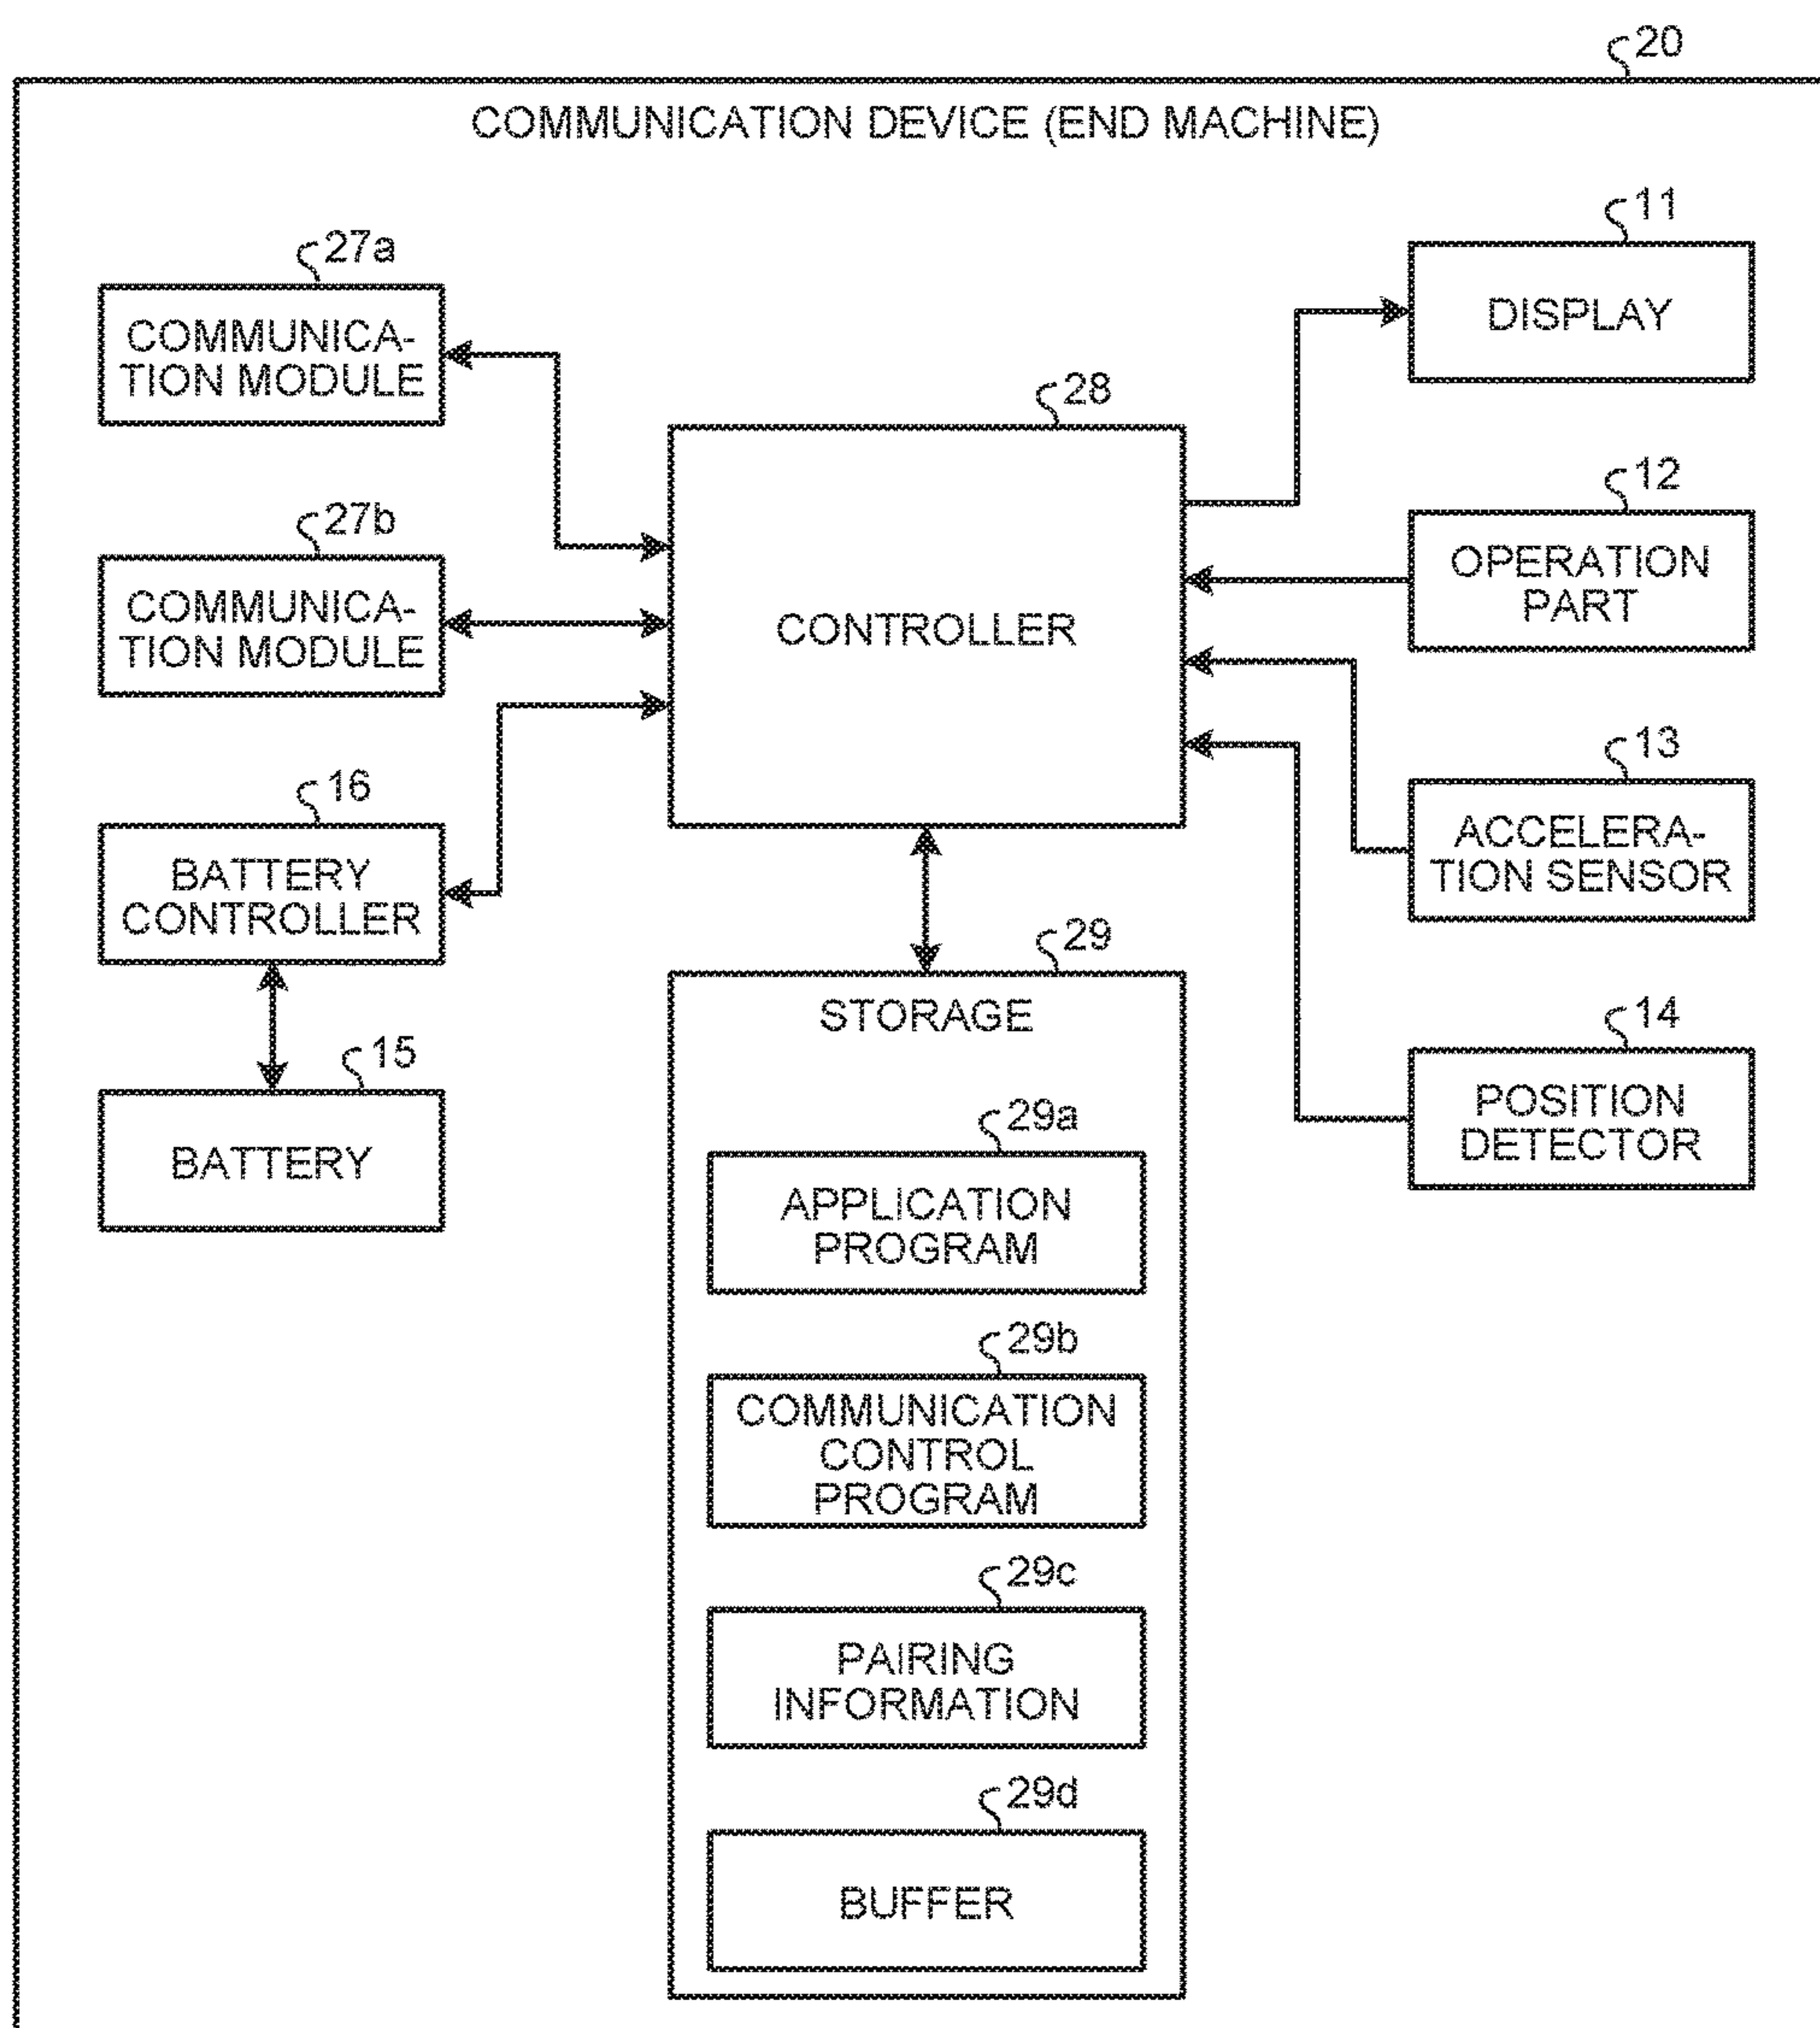 20
COMMUNICATION DEVICE (END MACHINE)
27a
COMMUNICA-
TION MODULE
27b
COMMUNICA-
TION MODULE
16
BATTERY
CONTROLLER
15
BATTERY
28
CONTROLLER
29
STORAGE
29a
APPLICATION
PROGRAM
29b
COMMUNICATION
CONTROL
PROGRAM
29c
PAIRING
INFORMATION
29d
BUFFER
11
DISPLAY
12
OPERATION
PART
13
ACCELERA-
TION SENSOR
14
POSITION
DETECTOR